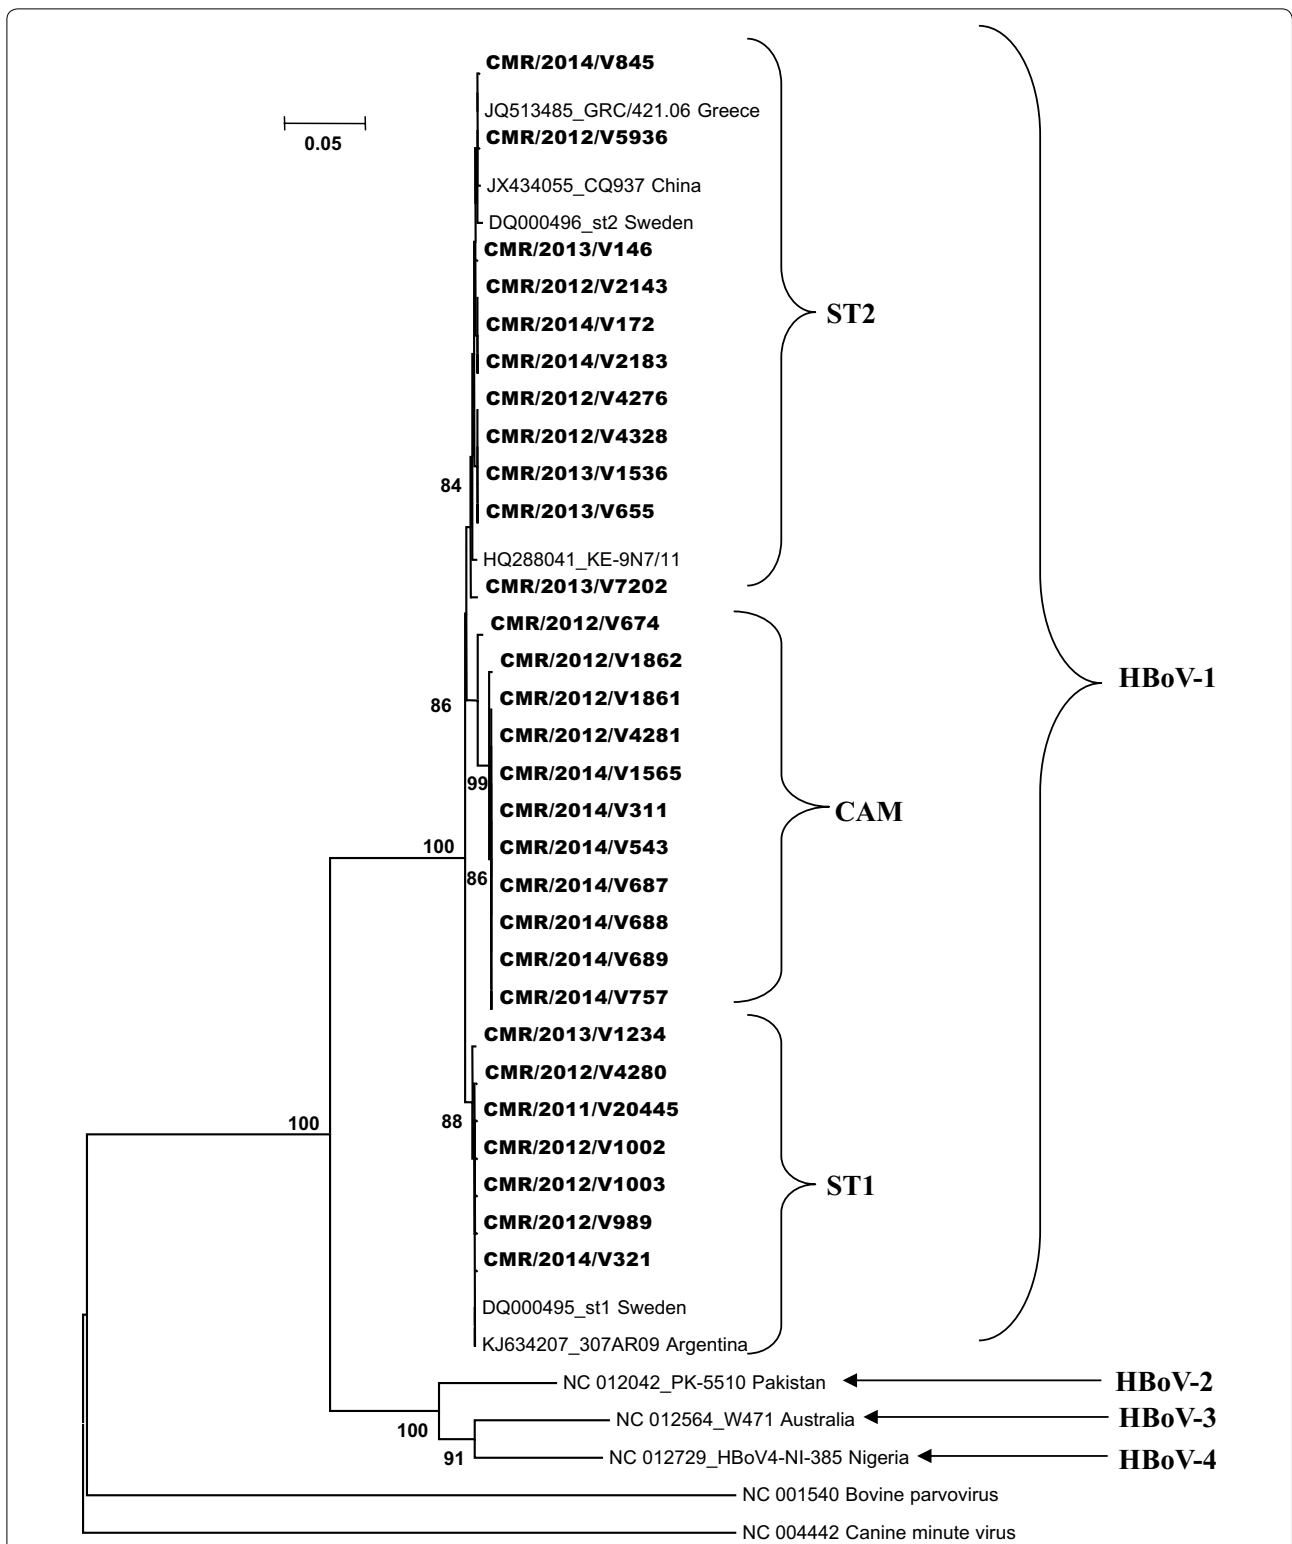 CMR/2014/V845
JQ513485_GRC/421.06 Greece
0.05
CMR/2012/V5936
JX434055_CQ937 China
DQ000496_st2 Sweden
CMR/2013/V146
CMR/2012/V2143
ST2
CMR/2014/V172
CMR/2014/V2183
CMR/2012/V4276
CMR/2012/V4328
CMR/2013/V1536
84
CMR/2013/V655
HQ288041_KE-9N7/11
CMR/2013/V7202
CMR/2012/V674
CMR/2012/V1862
HBoV-1
CMR/2012/V1861
86
CMR/2012/V4281
CMR/2014/V1565
99
CMR/2014/V311
CAM
CMR/2014/V543
100
86
CMR/2014/V687
CMR/2014/V688
CMR/2014/V689
CMR/2014/V757
CMR/2013/V1234
CMR/2012/V4280
CMR/2011/V20445
88
100
CMR/2012/V1002
CMR/2012/V1003
ST1
CMR/2012/V989
CMR/2014/V321
DQ000495_st1 Sweden
KJ634207_307AR09 Argentina
NC 012042_PK-5510 Pakistan
HBoV-2
NC 012564_W471 Australia
HBoV-3
100
91
NC 012729_HBoV4-NI-385 Nigeria
HBoV-4
NC 001540 Bovine parvovirus
NC 004442 Canine minute virus